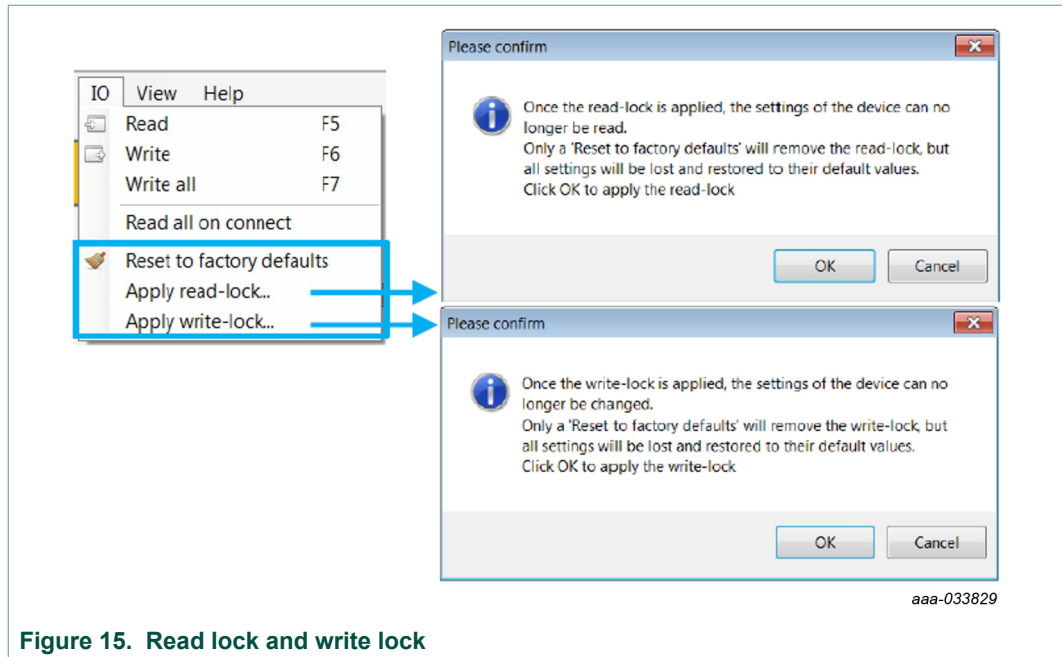 IO View Help
Read F5
Write F6
Write all F7
Read all on connect
Reset to factory defaults
Apply read-lock...
Apply write-lock...
Please confirm
Once the read-lock is applied, the settings of the device can no
longer be read.
Only a 'Reset to factory defaults' will remove the read-lock, but
all settings will be lost and restored to their default values.
Click OK to apply the read-lock
OK Cancel
Please confirm
Once the write-lock is applied, the settings of the device can no
longer be changed.
Only a 'Reset to factory defaults' will remove the write-lock, but
all settings will be lost and restored to their default values.
Click OK to apply the write-lock
OK Cancel
aaa-033829
Figure 15. Read lock and write lock